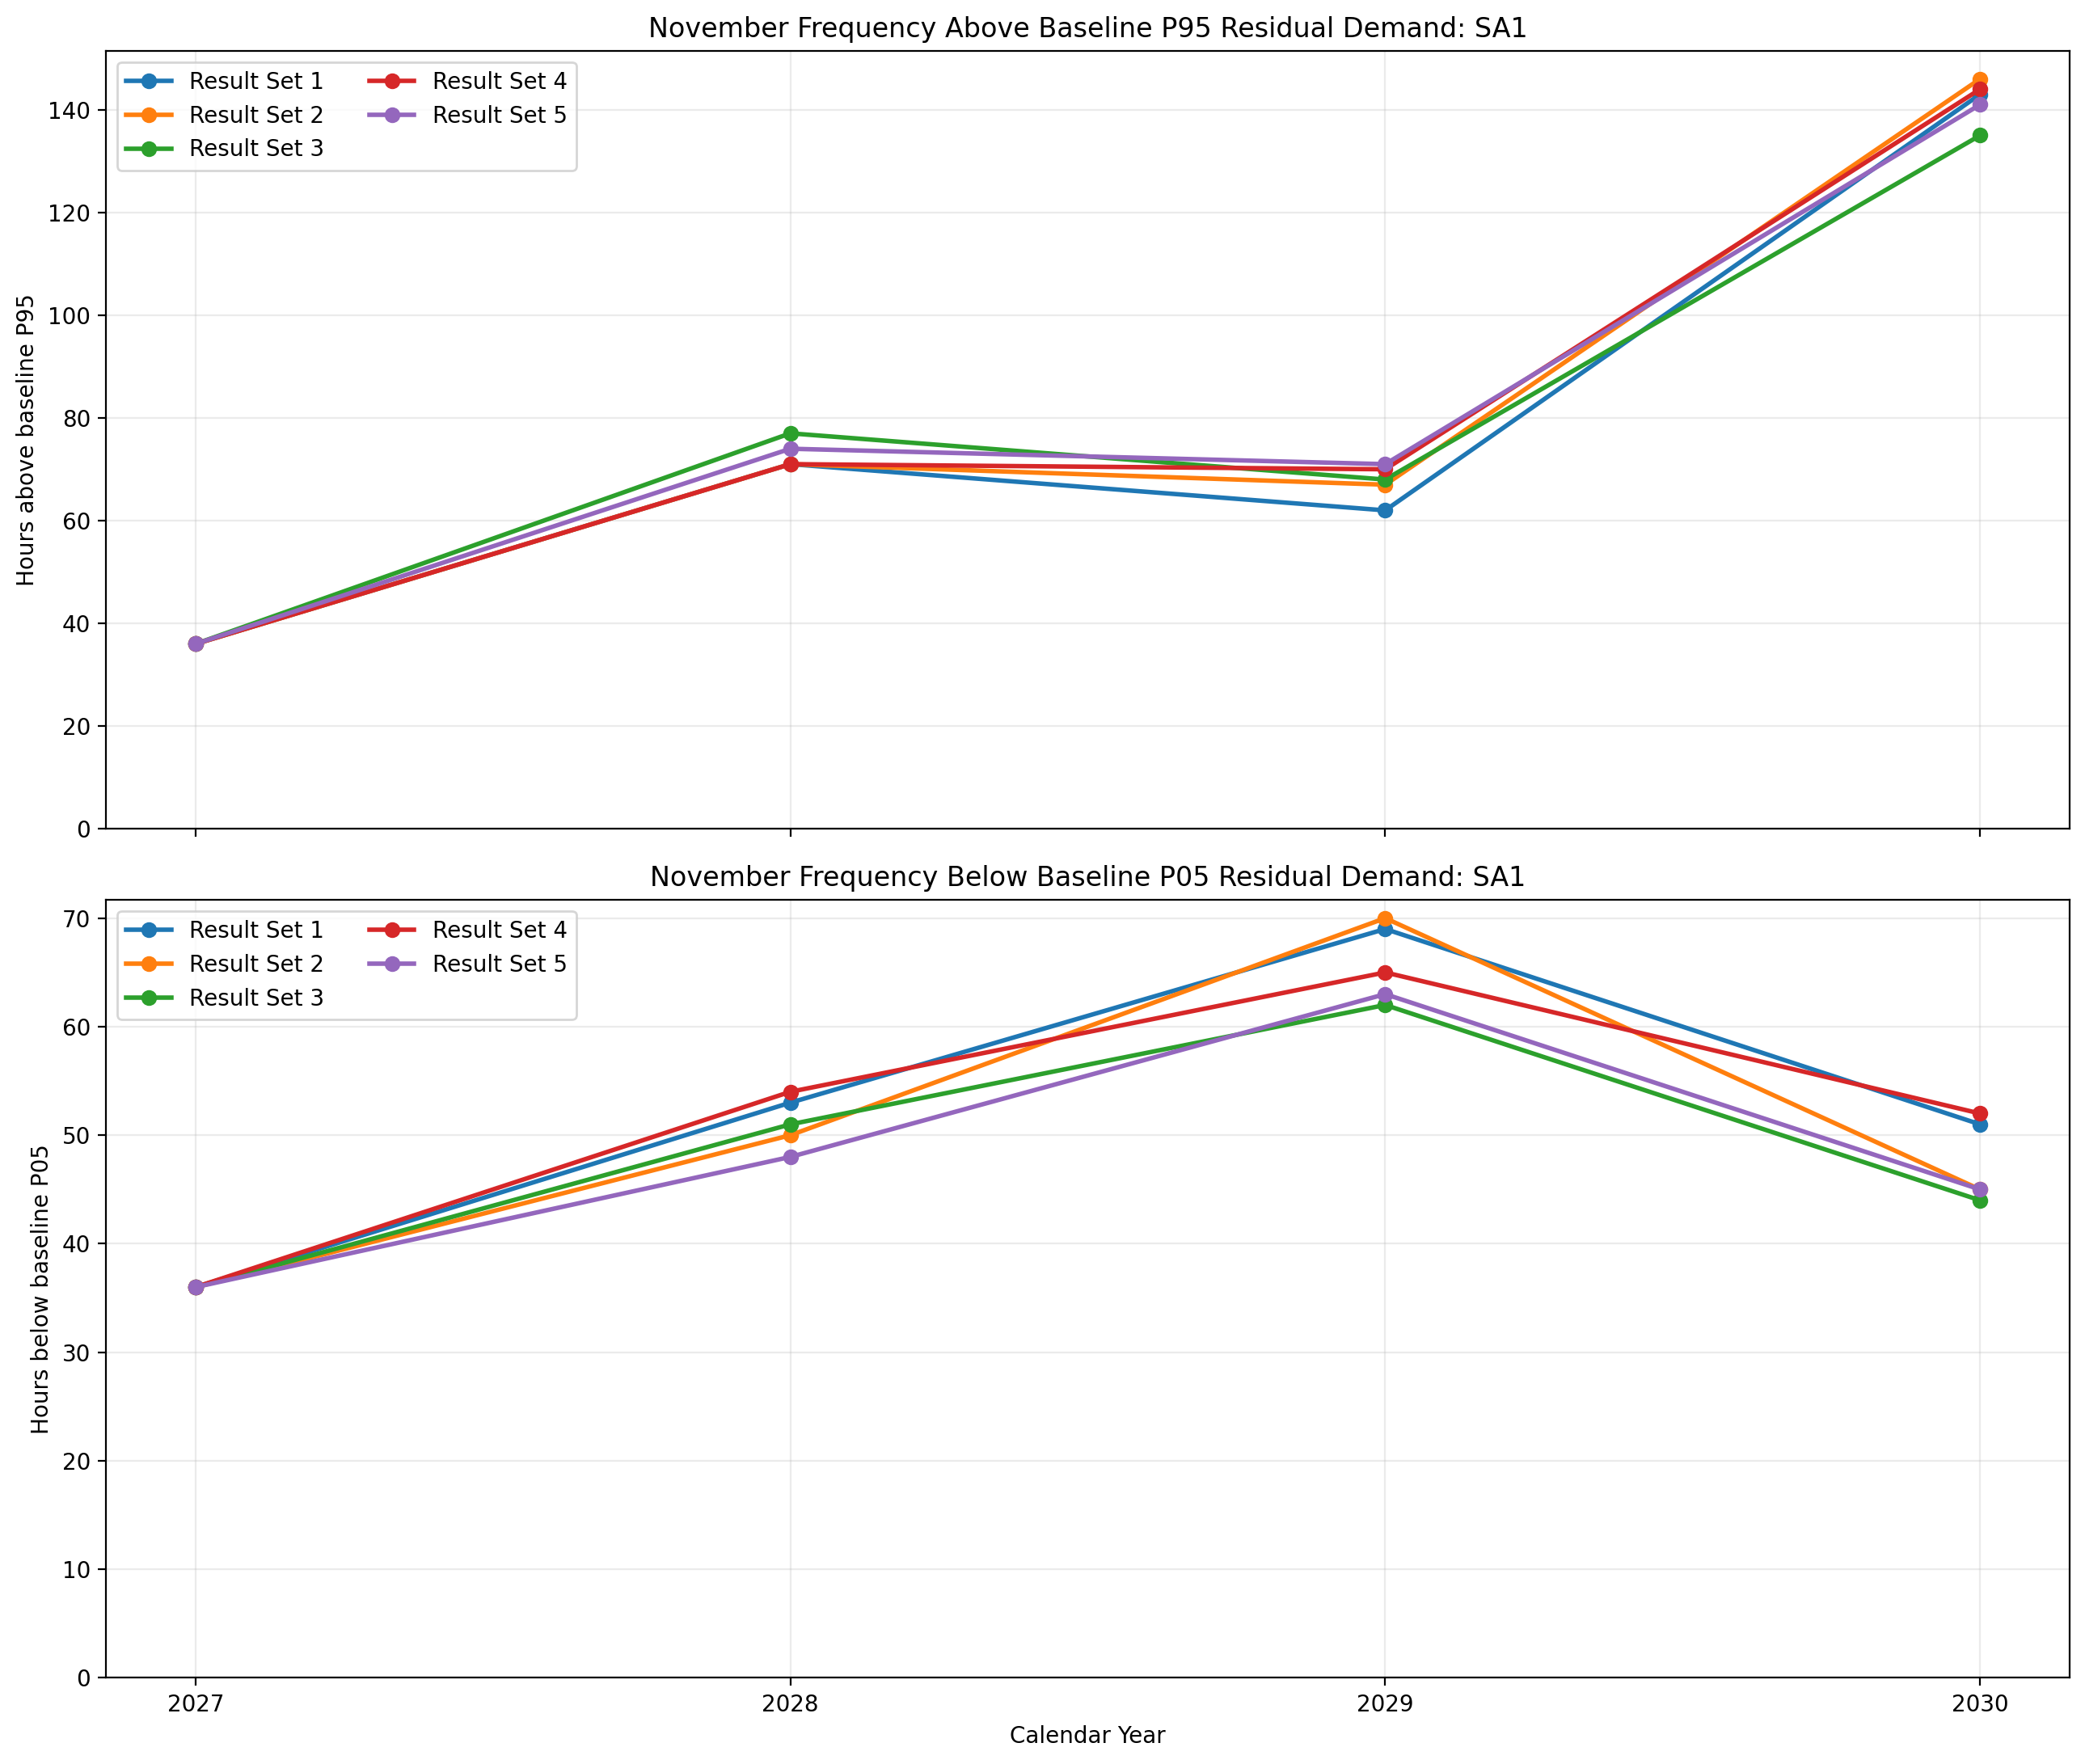 November Frequency Above Baseline P95 Residual Demand: SA1
Result Set 1
Result Set 2
Result Set 3
Result Set 4
Result Set 5
Hours above baseline P95
140
120
100
80
60
40
20
0
November Frequency Below Baseline P05 Residual Demand: SA1
Result Set 1
Result Set 2
Result Set 3
Result Set 4
Result Set 5
Hours below baseline P05
70
60
50
40
30
20
10
0
2027 2028 2029 2030
Calendar Year